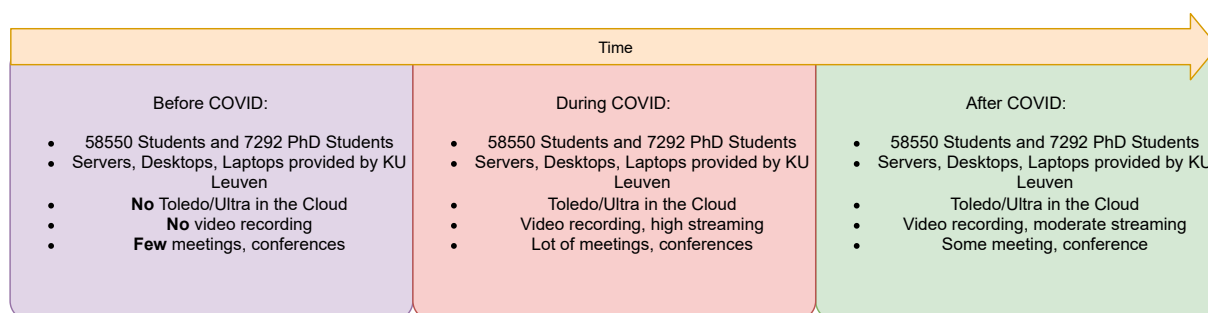 Time
Before COVID:
• 58550 Students and 7292 PhD Students
• Servers, Desktops, Laptops provided by KU
Leuven
• No Toledo/Ultra in the Cloud
• No video recording
• Few meetings, conferences
During COVID:
• 58550 Students and 7292 PhD Students
• Servers, Desktops, Laptops provided by KU
Leuven
• Toledo/Ultra in the Cloud
• Video recording, high streaming
• Lot of meetings, conferences
After COVID:
• 58550 Students and 7292 PhD Students
• Servers, Desktops, Laptops provided by KU
Leuven
• Toledo/Ultra in the Cloud
• Video recording, moderate streaming
• Some meeting, conference